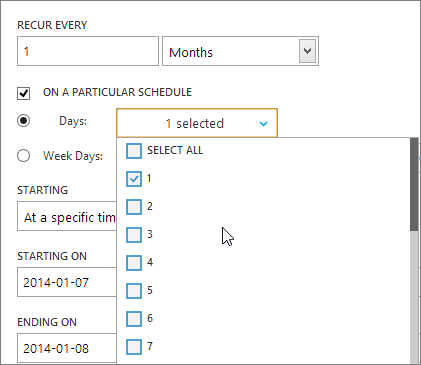 RECUR EVERY
1 Months
ON A PARTICULAR SCHEDULE
Days: 1 selected
SELECT ALL
Week Days:
1
2
STARTING
At a specific tim
3
4
STARTING ON
2014-01-07
5
6
ENDING ON
2014-01-08
7